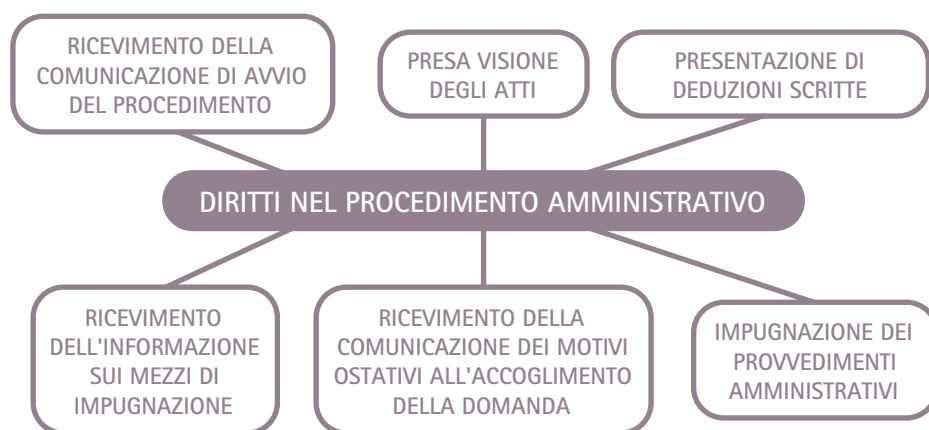 RICEVIMENTO DELLA
COMUNICAZIONE DI AVVIO
DEL PROCEDIMENTO
PRESA VISIONE
DEGLI ATTI
PRESENTAZIONE DI
DEDUZIONI SCRITTE
DIRITTI NEL PROCEDIMENTO AMMINISTRATIVO
RICEVIMENTO
DELL'INFORMAZIONE
SUI MEZZI DI
IMPUGNAZIONE
RICEVIMENTO DELLA
COMUNICAZIONE DEI MOTIVI
OSTATIVI ALL'ACCOGLIMENTO
DELLA DOMANDA
IMPUGNAZIONE DEI
PROVVEDIMENTI
AMMINISTRATIVI